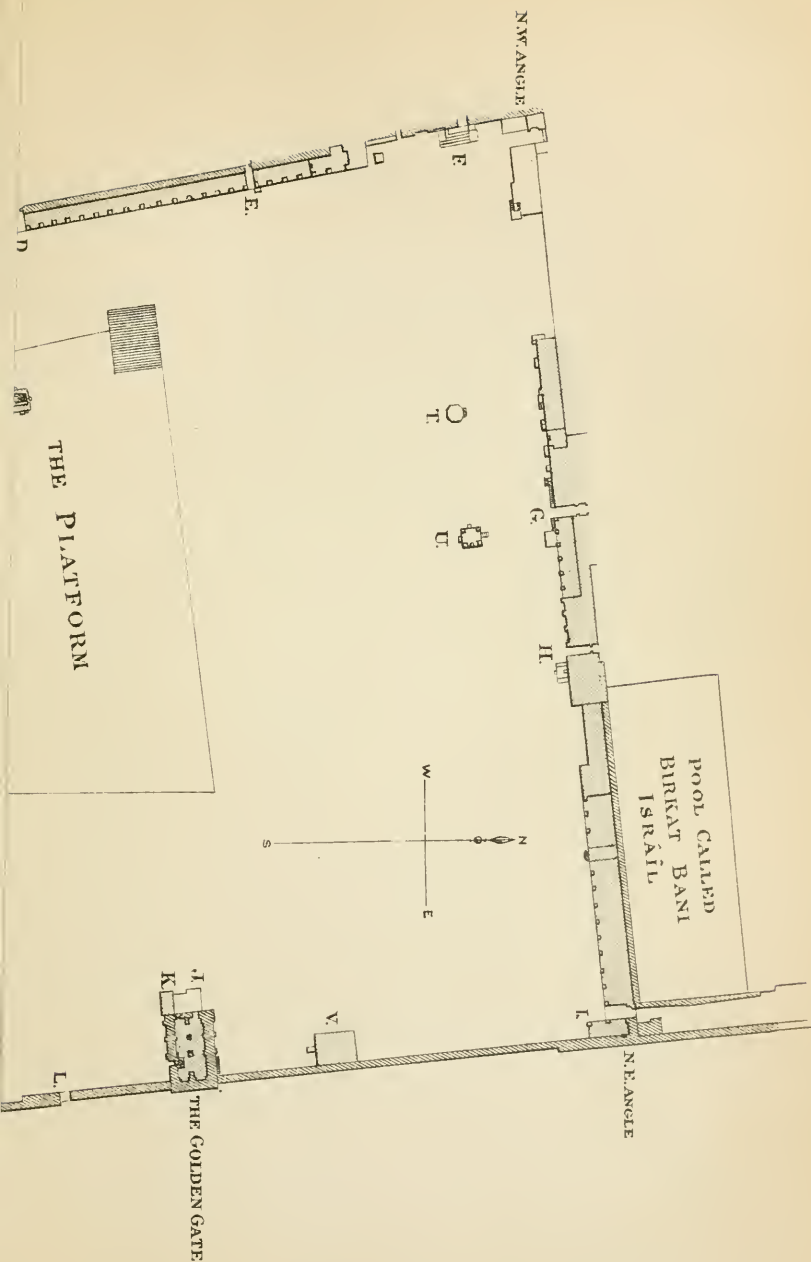 N.W. ANGLE
F.
E.
D
T.
U.
G.
H.
THE PLATFORM
POOL CALLED
BIRKAT BANI
ISRÂÎL
N
W
E
S
I.
N.E. ANGLE
V.
J.
K
THE GOLDEN GATE
L.